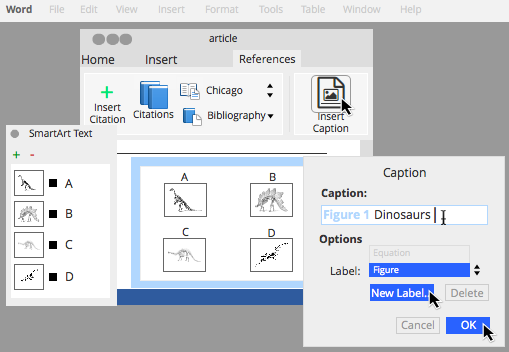 Word File Edit View Insert Format Tools Table Window Help
article
Home Insert References
Insert Citation
Citations
Chicago
Bibliography
Insert Caption
SmartArt Text
+ -
A
B
C
D
A B
C D
Caption
Caption:
Figure 1 Dinosaurs
Options
Equation
Label: Figure
New Label.. Delete
Cancel OK